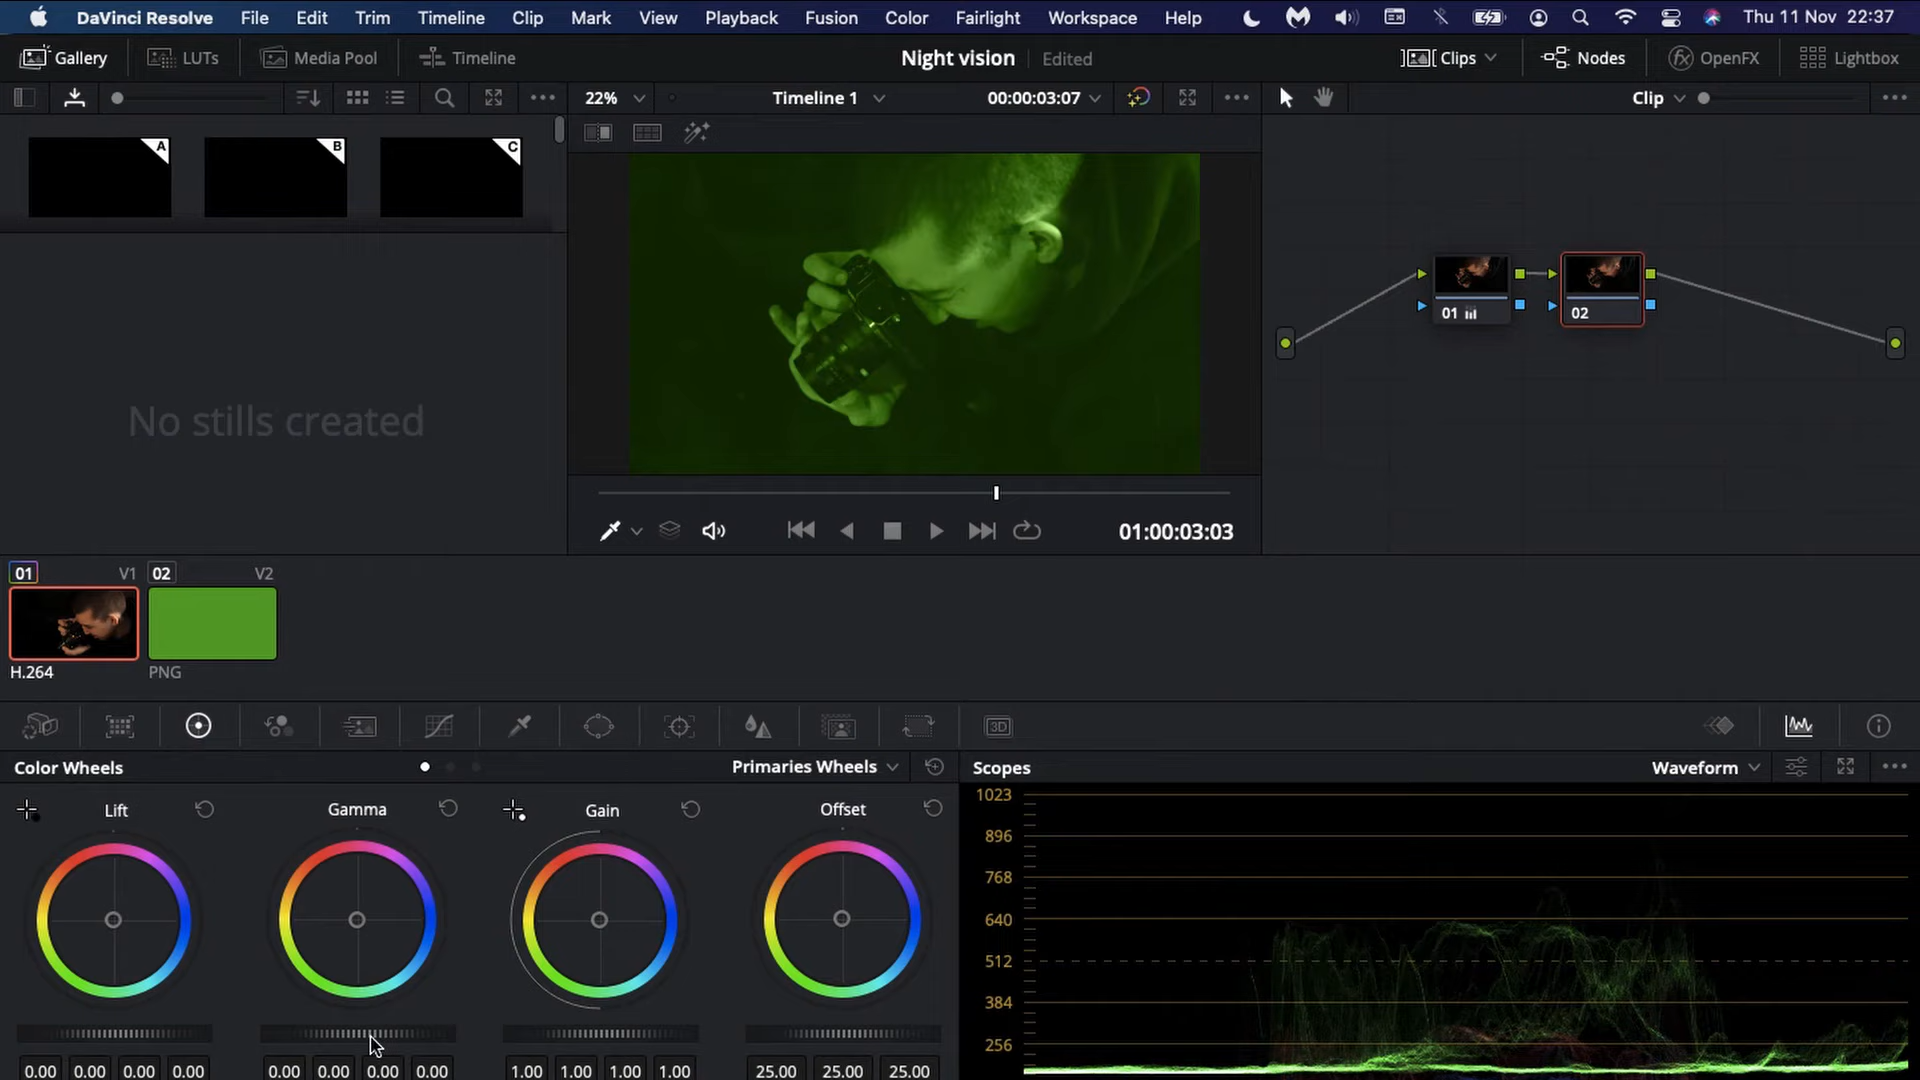 DaVinci Resolve File Edit Trim Timeline Clip Mark View Playback Fusion Color Fairlight Workspace Help Thu 11 Nov 22:37
Gallery LUTs Media Pool Timeline Night vision Edited Clips Nodes OpenFX Lightbox
22% Timeline 1 00:00:03:07 Clip
A B C
01 02
No stills created
01:00:03:03
01 V1 02 V2
H.264 PNG
3D
Color Wheels Primaries Wheels Scopes Waveform
Lift Gamma Gain Offset
1023
896
768
640
512
384
256
0.00 0.00 0.00 0.00 0.00 0.00 0.00 0.00 1.00 1.00 1.00 1.00 25.00 25.00 25.00